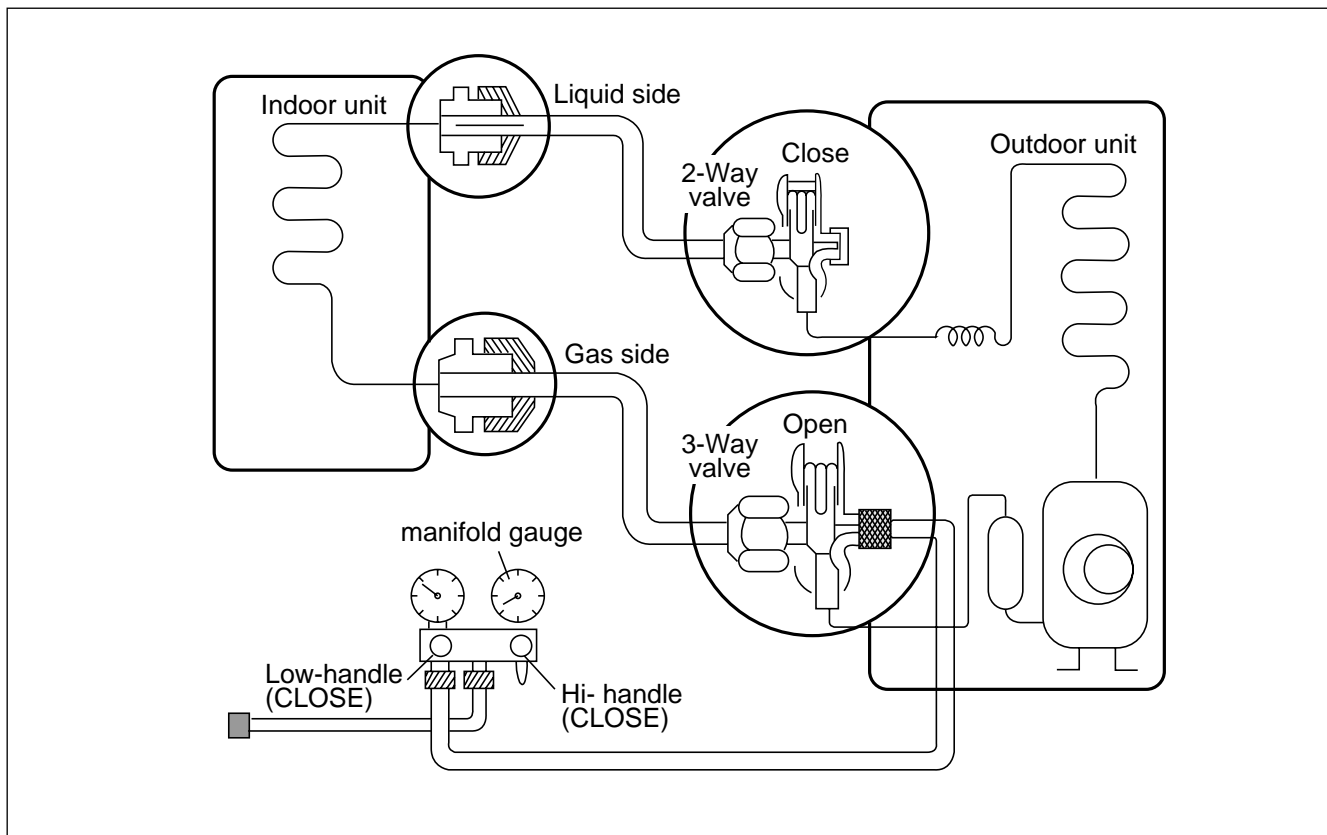 Indoor unit
Liquid side
Close
2-Way
valve
Outdoor unit
Gas side
Open
3-Way
valve
manifold gauge
Low-handle
(CLOSE)
Hi- handle
(CLOSE)